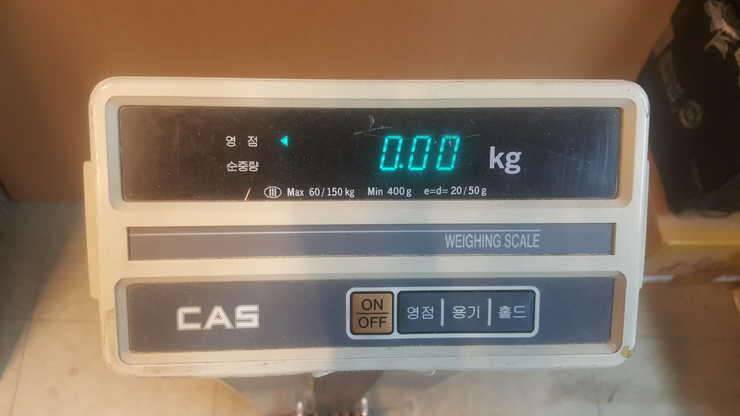 영 점 ◀ 0.00 kg
순중량
III Max 60/150 kg Min 400 g e=d= 20/50 g
WEIGHING SCALE
CAS
ON
OFF
영점 용기 홀드